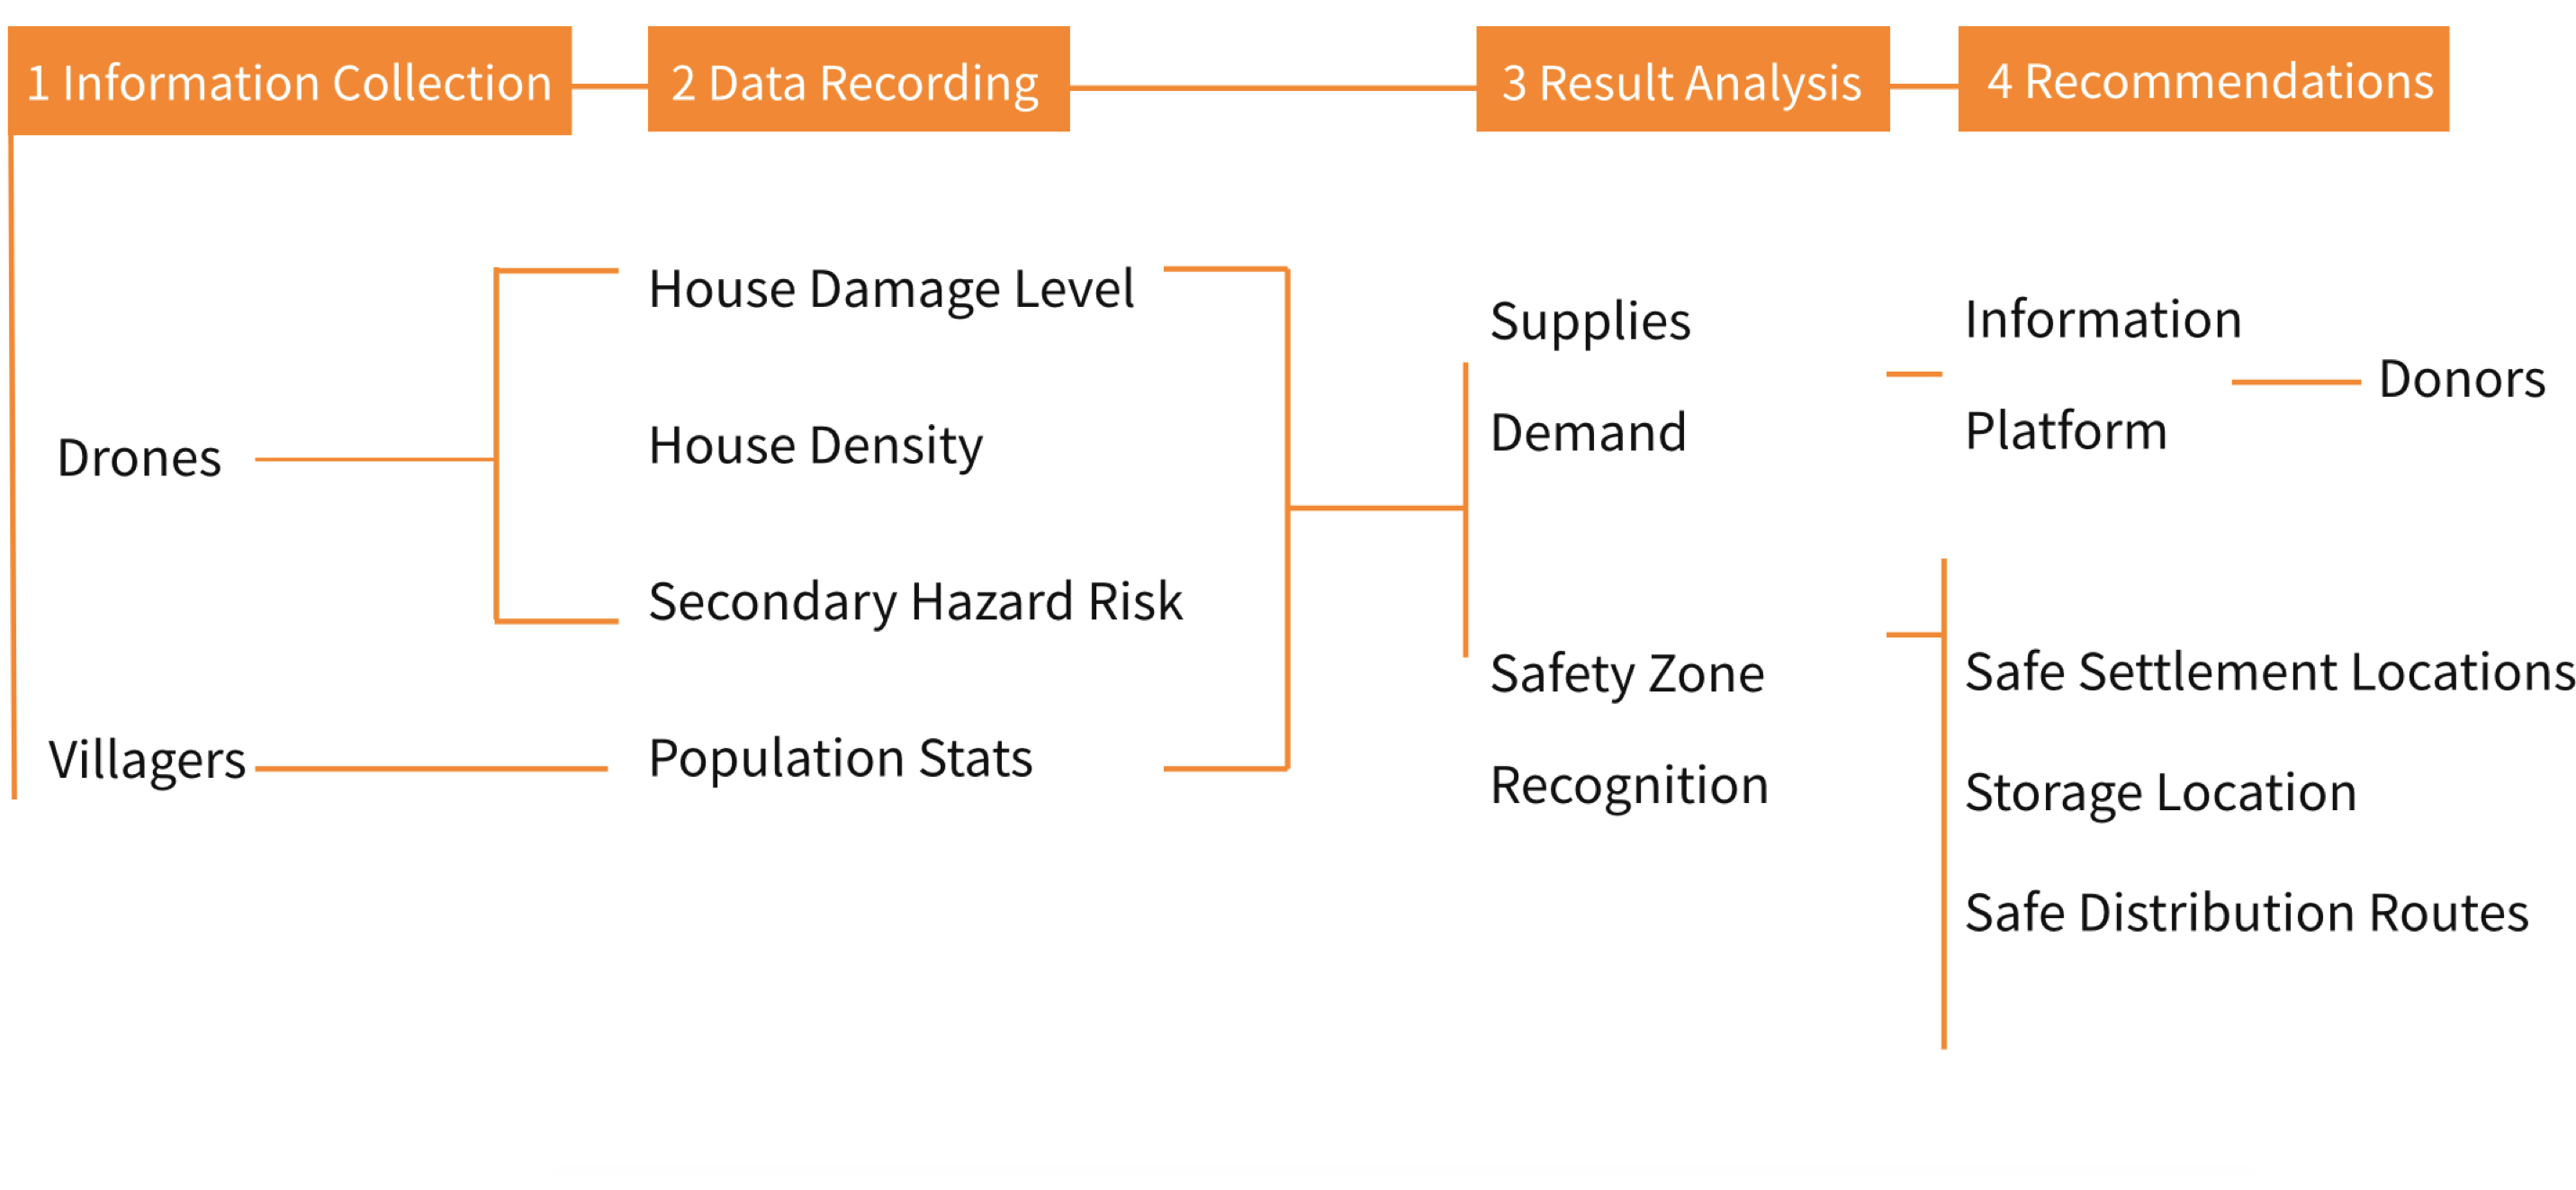 1 Information Collection
2 Data Recording
3 Result Analysis
4 Recommendations
Drones
Villagers
House Damage Level
House Density
Secondary Hazard Risk
Population Stats
Supplies
Demand
Safety Zone
Recognition
Information
Platform
Donors
Safe Settlement Locations
Storage Location
Safe Distribution Routes